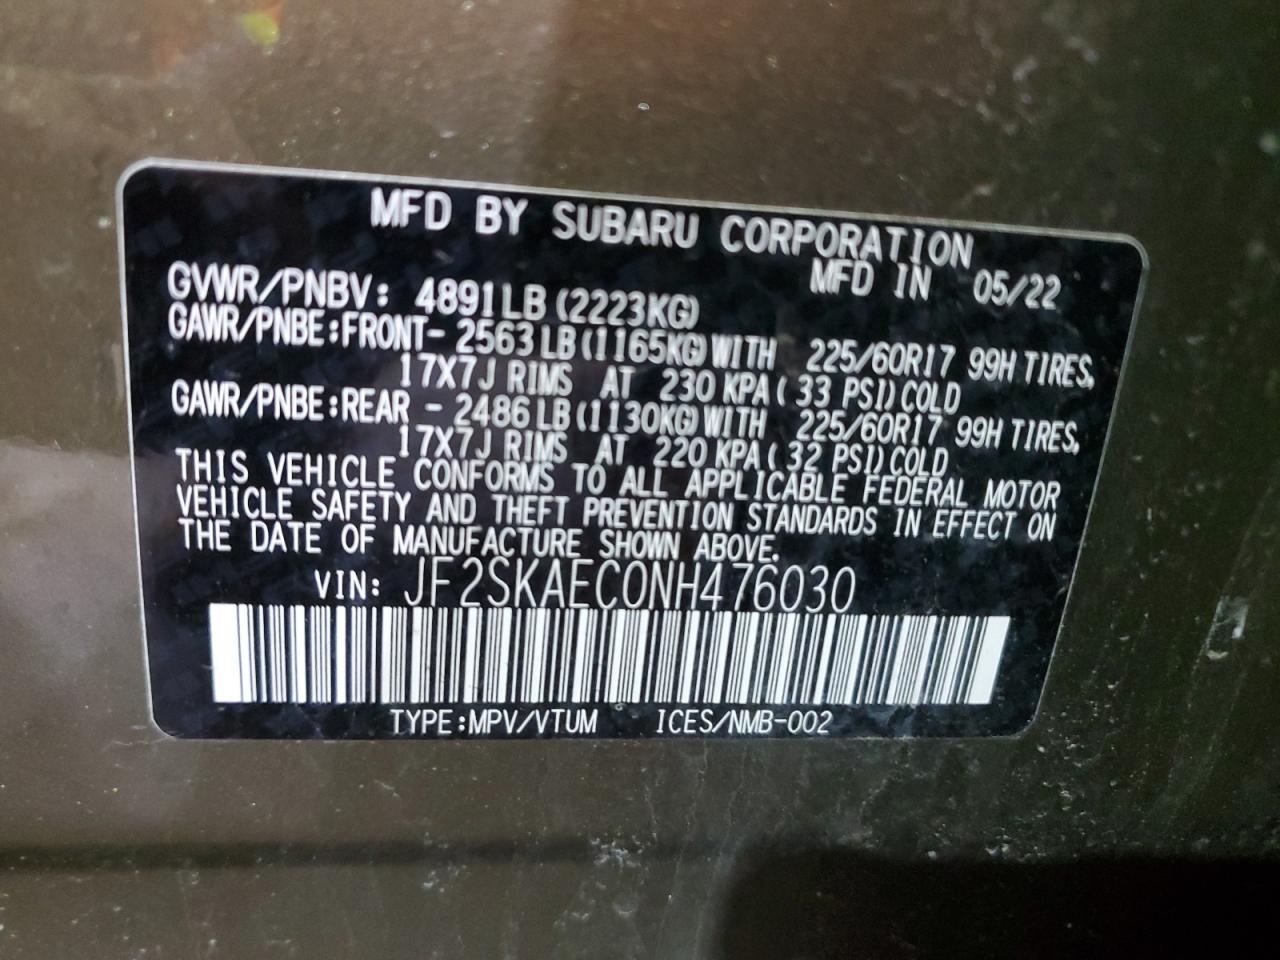 MFD BY SUBARU CORPORATION
MFD IN 05/22
GVWR/PNBV: 4891LB(2223KG)
GAWR/PNBE:FRONT- 2563LB(1165KG)WITH 225/60R17 99H TIRES,
17X7J RIMS AT 230 KPA( 33 PSI)COLD
GAWR/PNBE:REAR - 2486LB(1130KG)WITH 225/60R17 99H TIRES,
17X7J RIMS AT 220 KPA( 32 PSI)COLD
THIS VEHICLE CONFORMS TO ALL APPLICABLE FEDERAL MOTOR
VEHICLE SAFETY AND THEFT PREVENTION STANDARDS IN EFFECT ON
THE DATE OF MANUFACTURE SHOWN ABOVE.
VIN: JF2SKAEC0NH476030
TYPE:MPV/VTUM ICES/NMB-002